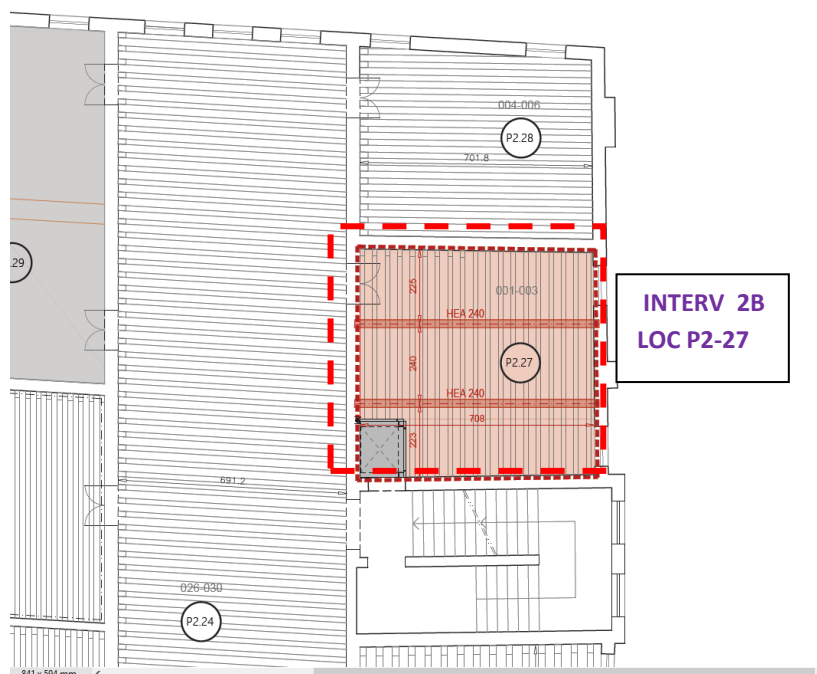 004-006
P2.28
701.8
.29
225
001-003
HEA 240
INTERV 2B
LOC P2-27
240
P2.27
HEA 240
708
223
691.2
026-030
P2.24
841 x 594 mm